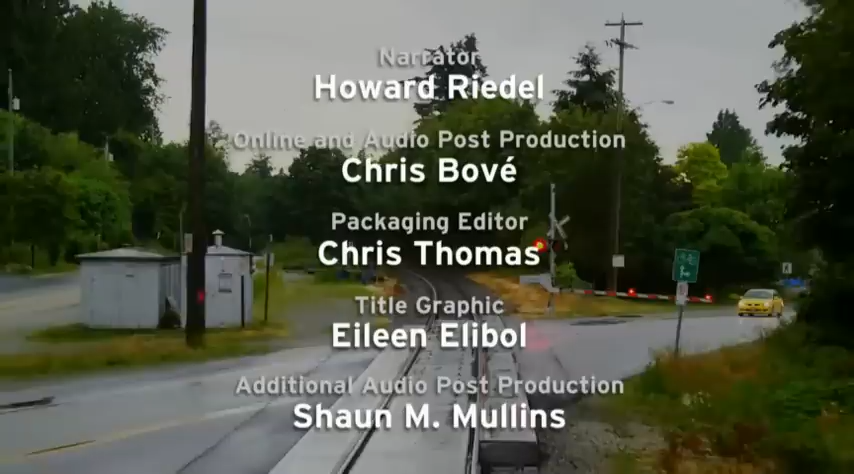 Narrator
Howard Riedel
Online and Audio Post Production
Chris Bové
Packaging Editor
Chris Thomas
Title Graphic
Eileen Elibol
Additional Audio Post Production
Shaun M. Mullins